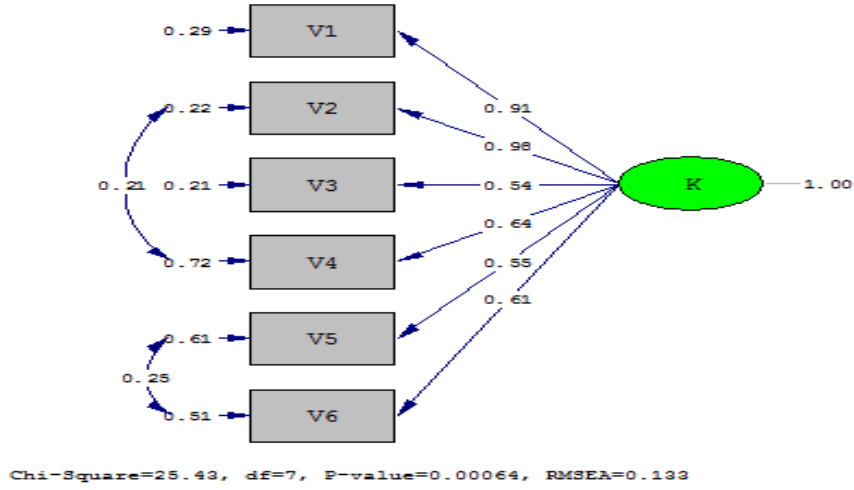 0.29 V1
0.91
0.22 V2
0.98
0.21 0.21 V3 0.54 K 1.00
0.64
0.72 V4 0.55
0.61
0.61 V5
0.25
0.51 V6
Chi-Square=25.43, df=7, P-value=0.00064, RMSEA=0.133